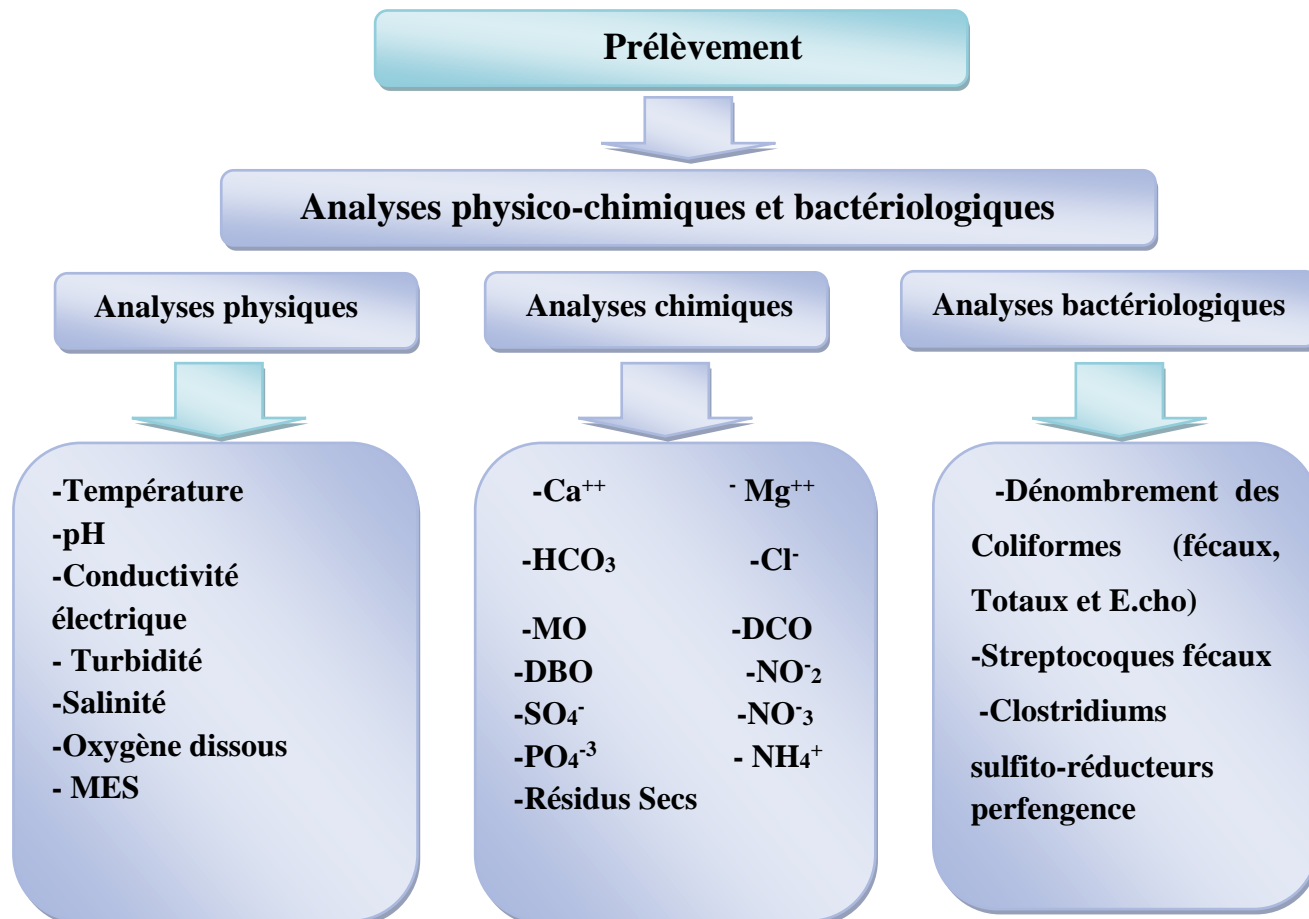 Prélèvement
Analyses physico-chimiques et bactériologiques
Analyses physiques
Analyses chimiques
Analyses bactériologiques
-Température
-pH
-Conductivité
électrique
- Turbidité
-Salinité
-Oxygène dissous
- MES
-Ca⁺⁺ ⁻ Mg⁺⁺
-HCO₃ -Cl⁻
-MO -DCO
-DBO -NO⁻₂
-SO₄⁻ -NO⁻₃
-PO₄⁻³ - NH₄⁺
-Résidus Secs
-Dénombrement des
Coliformes (fécaux,
Totaux et E.cho)
-Streptocoques fécaux
-Clostridiums
sulfito-réducteurs
perfengence